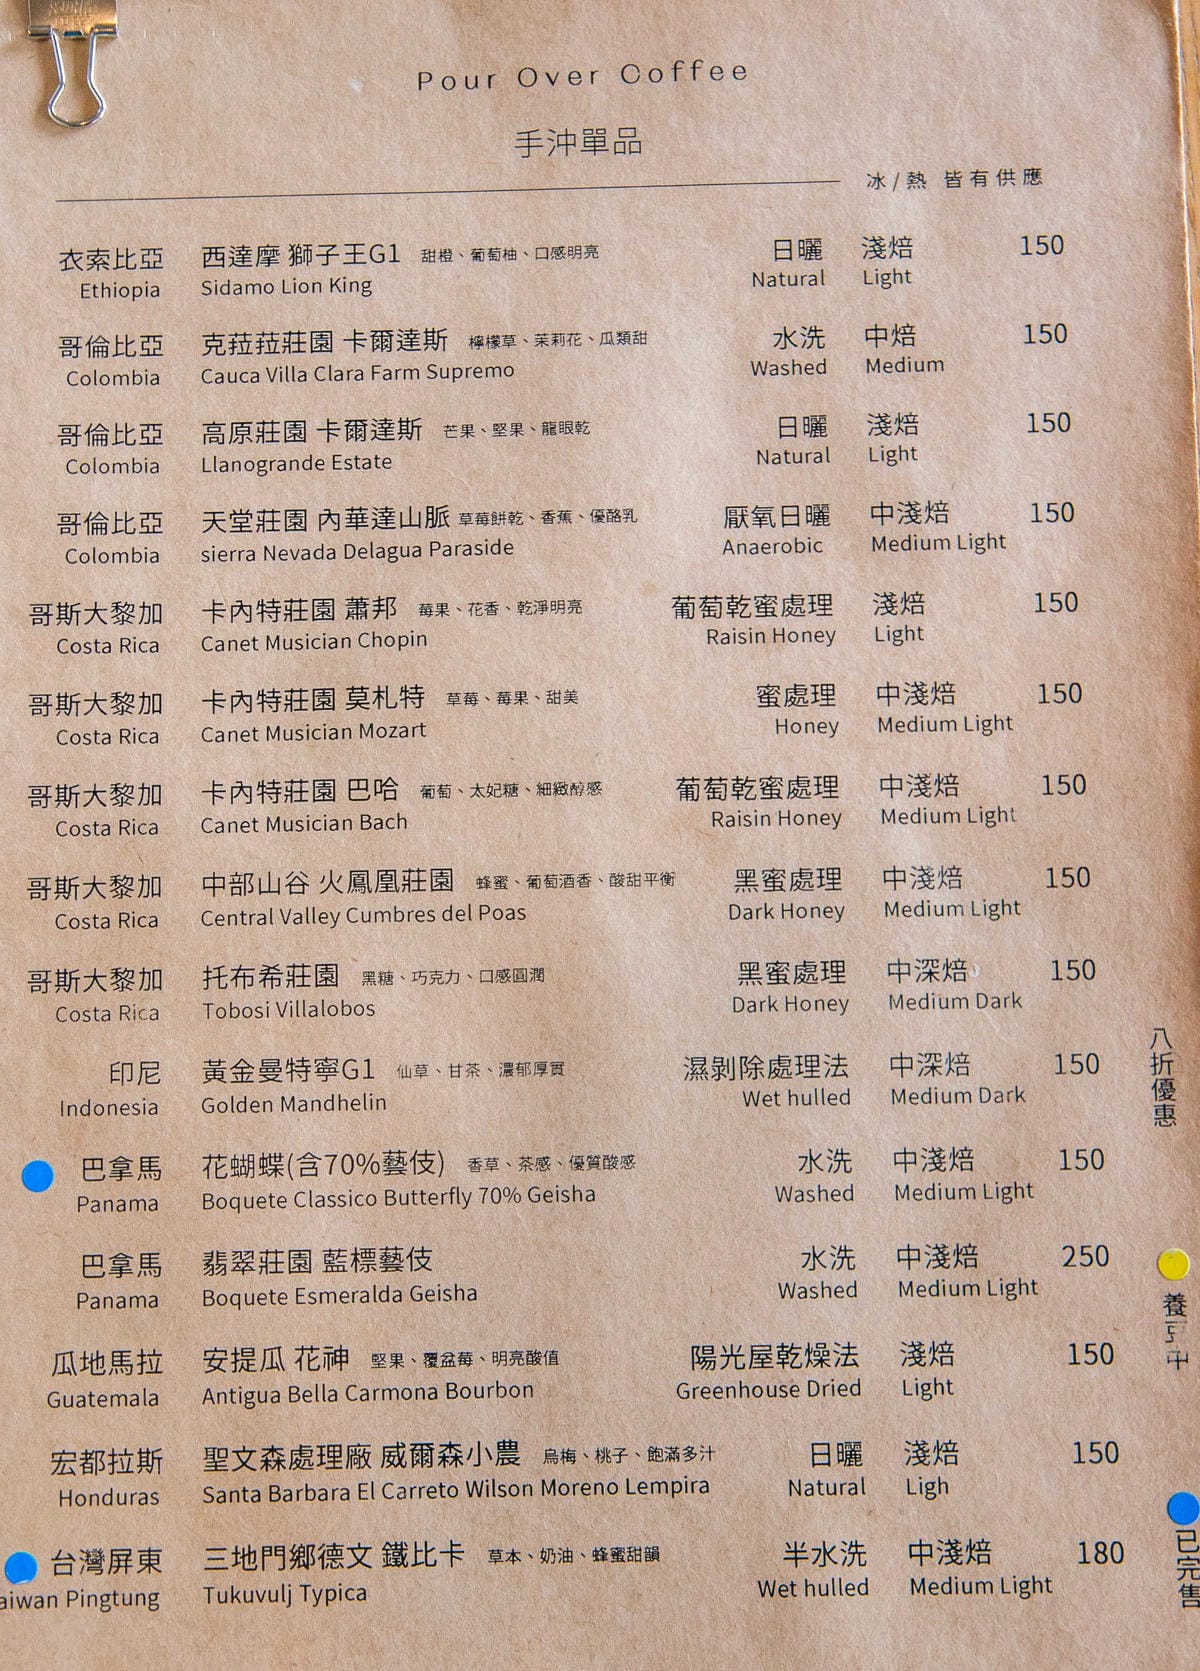 Pour Over Coffee
手沖單品
冰/熱 皆有供應
衣索比亞 西達摩 獅子王G1 甜橙、葡萄柚、口感明亮 日曬 淺焙 150
Ethiopia Sidamo Lion King Natural Light
哥倫比亞 克菈菈莊園 卡爾達斯 檸檬草、茉莉花、瓜類甜 水洗 中焙 150
Colombia Cauca Villa Clara Farm Supremo Washed Medium
哥倫比亞 高原莊園 卡爾達斯 芒果、堅果、龍眼乾 日曬 淺焙 150
Colombia Llanogrande Estate Natural Light
哥倫比亞 天堂莊園 內華達山脈 草莓餅乾、香蕉、優酪乳 厭氧日曬 中淺焙 150
Colombia sierra Nevada Delagua Paraside Anaerobic Medium Light
哥斯大黎加 卡內特莊園 蕭邦 莓果、花香、乾淨明亮 葡萄乾蜜處理 淺焙 150
Costa Rica Canet Musician Chopin Raisin Honey Light
哥斯大黎加 卡內特莊園 莫札特 草莓、莓果、甜美 蜜處理 中淺焙 150
Costa Rica Canet Musician Mozart Honey Medium Light
哥斯大黎加 卡內特莊園 巴哈 葡萄、太妃糖、細緻醇感 葡萄乾蜜處理 中淺焙 150
Costa Rica Canet Musician Bach Raisin Honey Medium Light
哥斯大黎加 中部山谷 火鳳凰莊園 蜂蜜、葡萄酒香、酸甜平衡 黑蜜處理 中淺焙 150
Costa Rica Central Valley Cumbres del Poas Dark Honey Medium Light
哥斯大黎加 托布希莊園 黑糖、巧克力、口感圓潤 黑蜜處理 中深焙 150
Costa Rica Tobosi Villalobos Dark Honey Medium Dark
印尼 黃金曼特寧G1 仙草、甘茶、濃郁厚實 濕剝除處理法 中深焙 150
Indonesia Golden Mandhelin Wet hulled Medium Dark
巴拿馬 花蝴蝶(含70%藝伎) 香草、茶感、優質酸感 水洗 中淺焙 150
Panama Boquete Classico Butterfly 70% Geisha Washed Medium Light
巴拿馬 翡翠莊園 藍標藝伎 水洗 中淺焙 250
Panama Boquete Esmeralda Geisha Washed Medium Light
瓜地馬拉 安提瓜 花神 堅果、覆盆莓、明亮酸值 陽光屋乾燥法 淺焙 150
Guatemala Antigua Bella Carmona Bourbon Greenhouse Dried Light
宏都拉斯 聖文森處理廠 威爾森小農 烏梅、桃子、飽滿多汁 日曬 淺焙 150
Honduras Santa Barbara El Carreto Wilson Moreno Lempira Natural Ligh
台灣屏東 三地門鄉德文 鐵比卡 草本、奶油、蜂蜜甜韻 半水洗 中淺焙 180
aiwan Pingtung Tukuvulj Typica Wet hulled Medium Light
八折優惠
養豆中
已完售